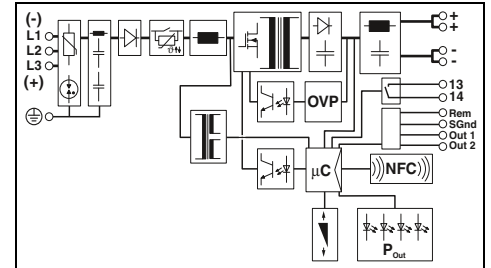 (-)
L1
L2
L3
(+)
+
+
-
-
ϑ
OVP
13
14
Rem
SGnd
Out 1
Out 2
µC
NFC
P Out